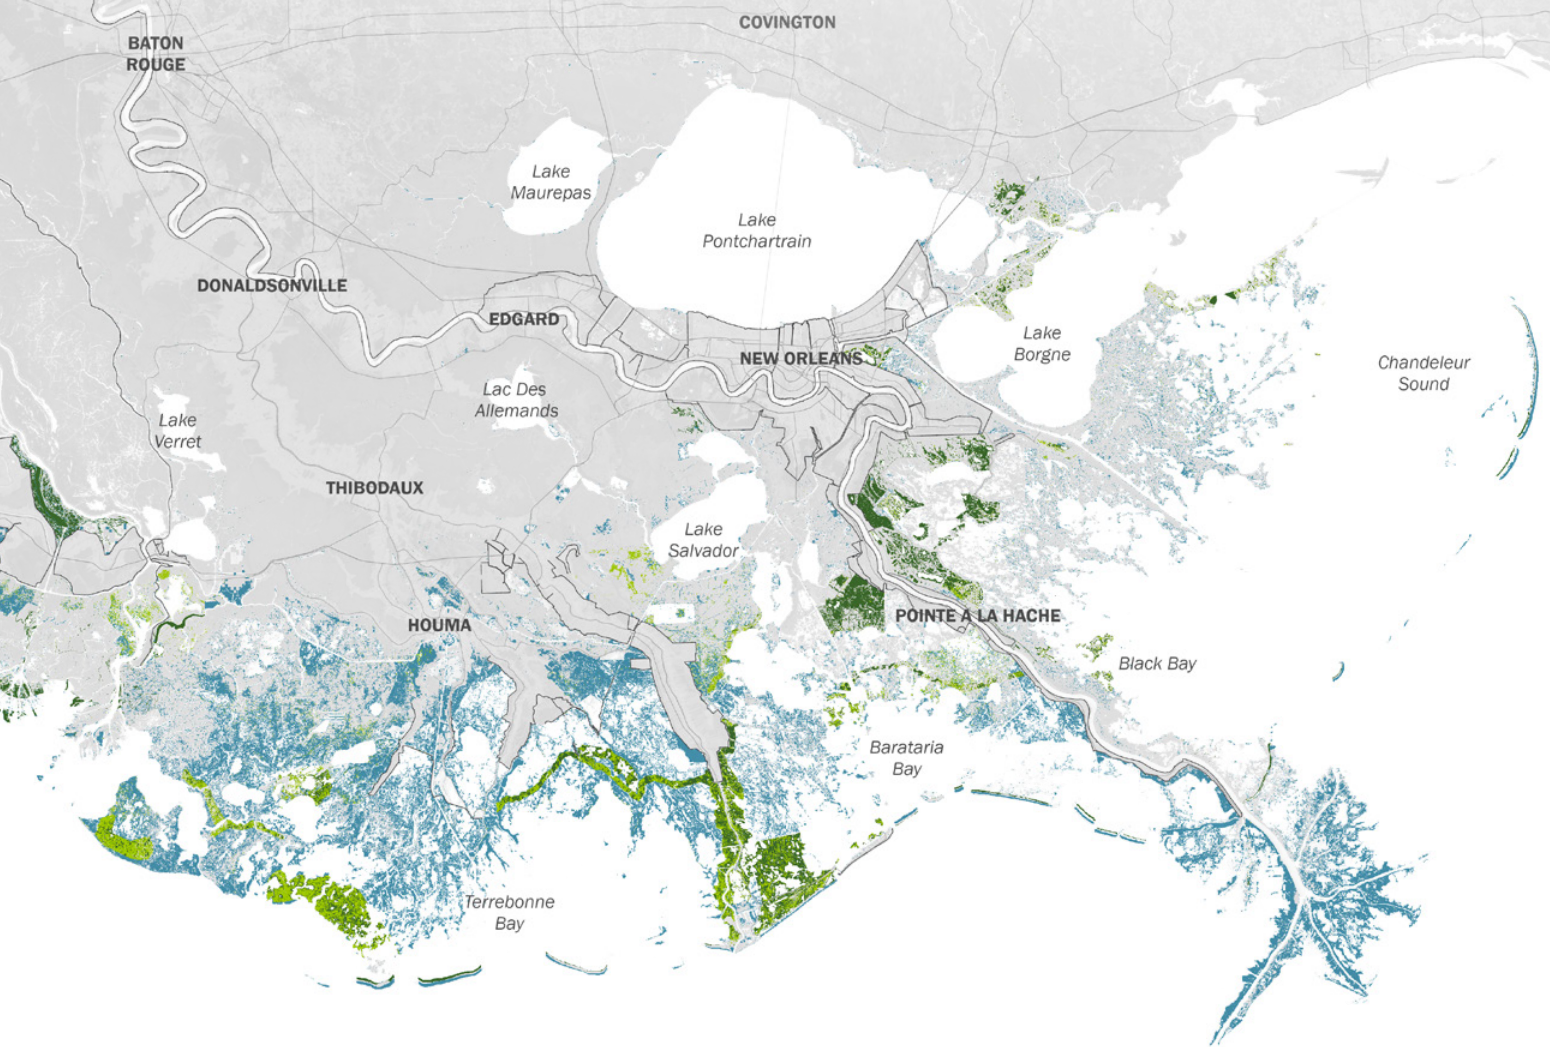 COVINGTON
BATON
ROUGE
Lake
Maurepas
Lake
Pontchartrain
DONALDSONVILLE
EDGARD
NEW ORLEANS
Lake
Borgne
Chandeleur
Sound
Lac Des
Allemands
Lake
Verret
THIBODAUX
Lake
Salvador
HOUMA
POINTE A LA HACHE
Black Bay
Barataria
Bay
Terrebonne
Bay